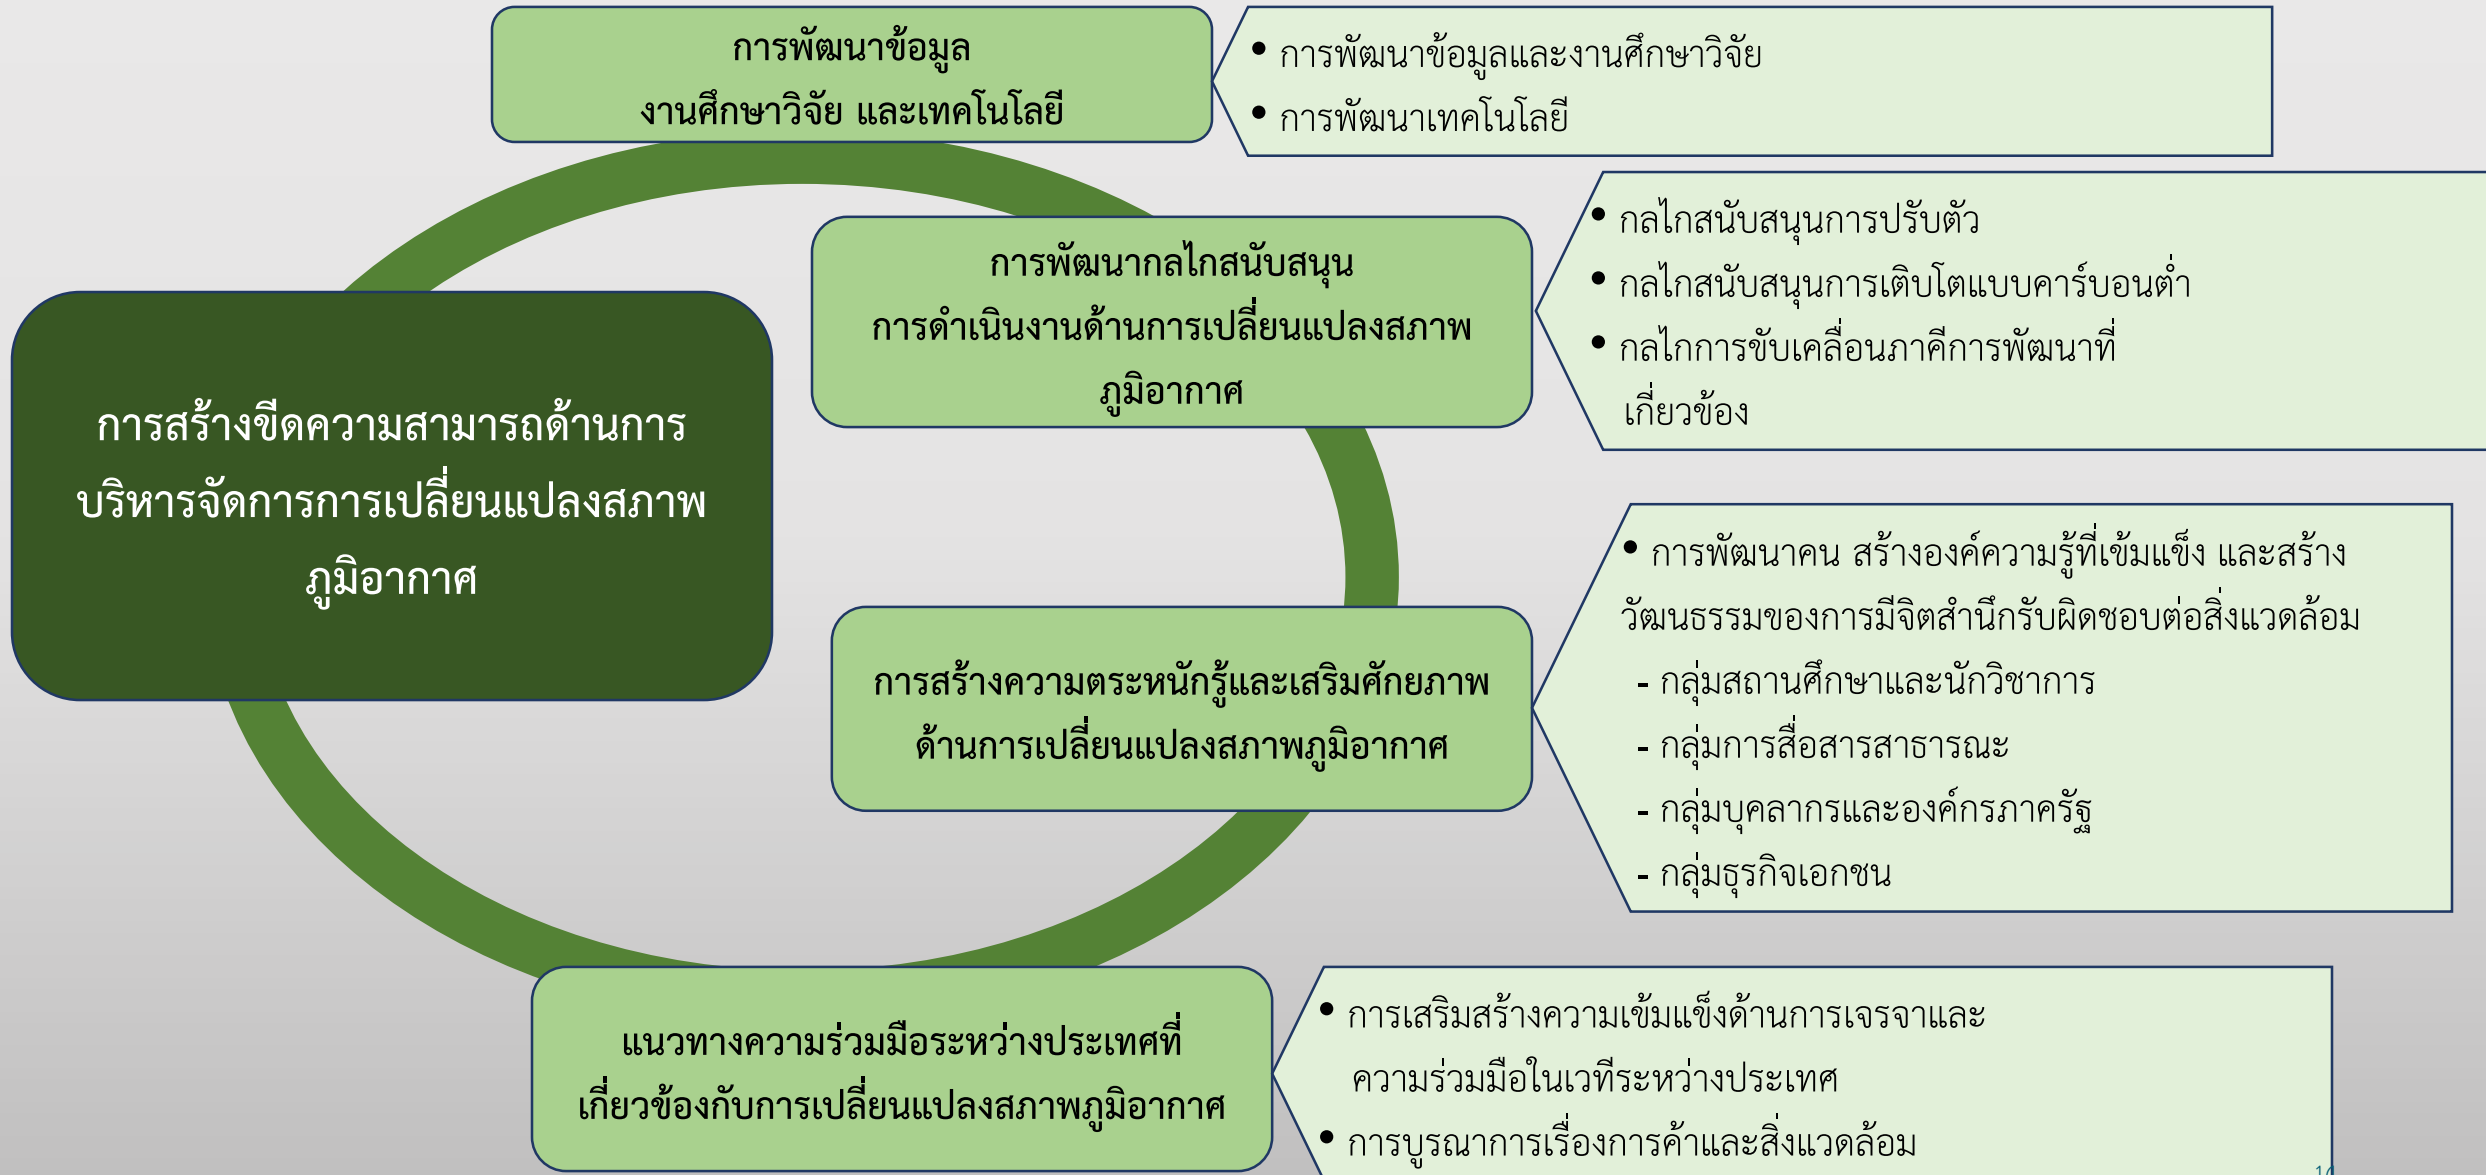 การพัฒนาข้อมูล
งานศึกษาวิจัย และเทคโนโลยี
• การพัฒนาข้อมูลและงานศึกษาวิจัย
• การพัฒนาเทคโนโลยี
การพัฒนากลไกสนับสนุน
การดำเนินงานด้านการเปลี่ยนแปลงสภาพ
ภูมิอากาศ
• กลไกสนับสนุนการปรับตัว
• กลไกสนับสนุนการเติบโตแบบคาร์บอนต่ำ
• กลไกการขับเคลื่อนภาคีการพัฒนาที่
เกี่ยวข้อง
การสร้างขีดความสามารถด้านการ
บริหารจัดการการเปลี่ยนแปลงสภาพ
ภูมิอากาศ
การสร้างความตระหนักรู้และเสริมศักยภาพ
ด้านการเปลี่ยนแปลงสภาพภูมิอากาศ
• การพัฒนาคน สร้างองค์ความรู้ที่เข้มแข็ง และสร้าง
วัฒนธรรมของการมีจิตสำนึกรับผิดชอบต่อสิ่งแวดล้อม
- กลุ่มสถานศึกษาและนักวิชาการ
- กลุ่มการสื่อสารสาธารณะ
- กลุ่มบุคลากรและองค์กรภาครัฐ
- กลุ่มธุรกิจเอกชน
แนวทางความร่วมมือระหว่างประเทศที่
เกี่ยวข้องกับการเปลี่ยนแปลงสภาพภูมิอากาศ
• การเสริมสร้างความเข้มแข็งด้านการเจรจาและ
ความร่วมมือในเวทีระหว่างประเทศ
• การบูรณาการเรื่องการค้าและสิ่งแวดล้อม